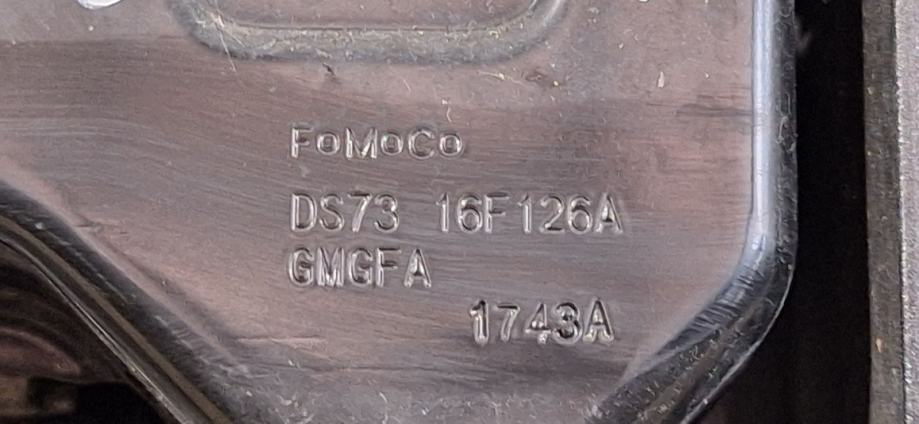 FoMoCo
DS73 16F126A
GMGFA
1743A